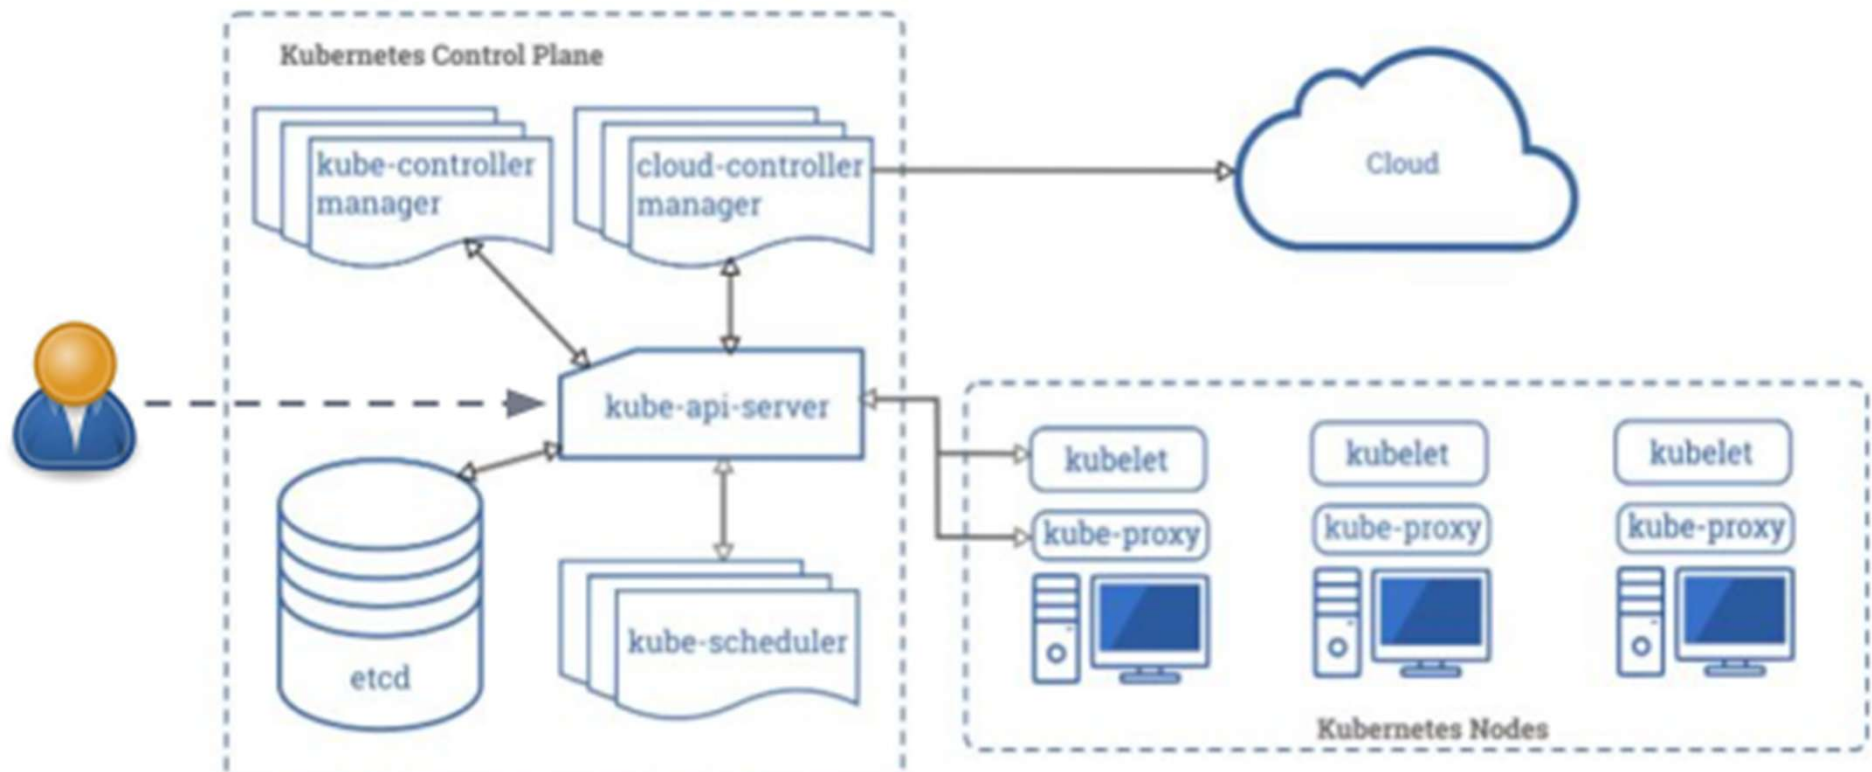 Kubernetes Control Plane
kube-controller
manager
cloud-controller
manager
Cloud
kube-api-server
kubelet
kubelet
kubelet
kube-proxy
kube-proxy
kube-proxy
kube-scheduler
etcd
Kubernetes Nodes